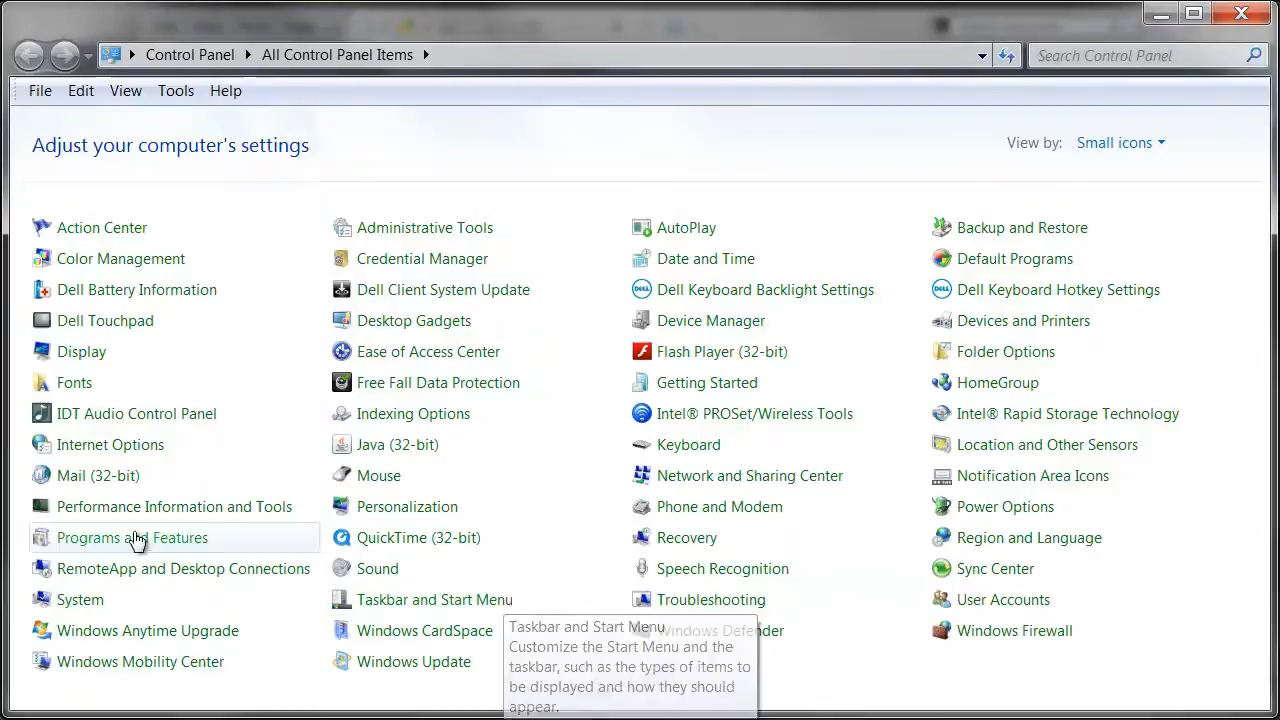 Control Panel All Control Panel Items
Search Control Panel
File Edit View Tools Help
Adjust your computer's settings
View by: Small icons
Action Center Administrative Tools AutoPlay Backup and Restore
Color Management Credential Manager Date and Time Default Programs
Dell Battery Information Dell Client System Update Dell Keyboard Backlight Settings Dell Keyboard Hotkey Settings
Dell Touchpad Desktop Gadgets Device Manager Devices and Printers
Display Ease of Access Center Flash Player (32-bit) Folder Options
Fonts Free Fall Data Protection Getting Started HomeGroup
IDT Audio Control Panel Indexing Options Intel® PROSet/Wireless Tools Intel® Rapid Storage Technology
Internet Options Java (32-bit) Keyboard Location and Other Sensors
Mail (32-bit) Mouse Network and Sharing Center Notification Area Icons
Performance Information and Tools Personalization Phone and Modem Power Options
Programs and Features QuickTime (32-bit) Recovery Region and Language
RemoteApp and Desktop Connections Sound Speech Recognition Sync Center
System Taskbar and Start Menu Troubleshooting User Accounts
Windows Anytime Upgrade Windows CardSpace Windows Defender Windows Firewall
Windows Mobility Center Windows Update
Taskbar and Start Menu
Customize the Start Menu and the
taskbar, such as the types of items to
be displayed and how they should
appear.